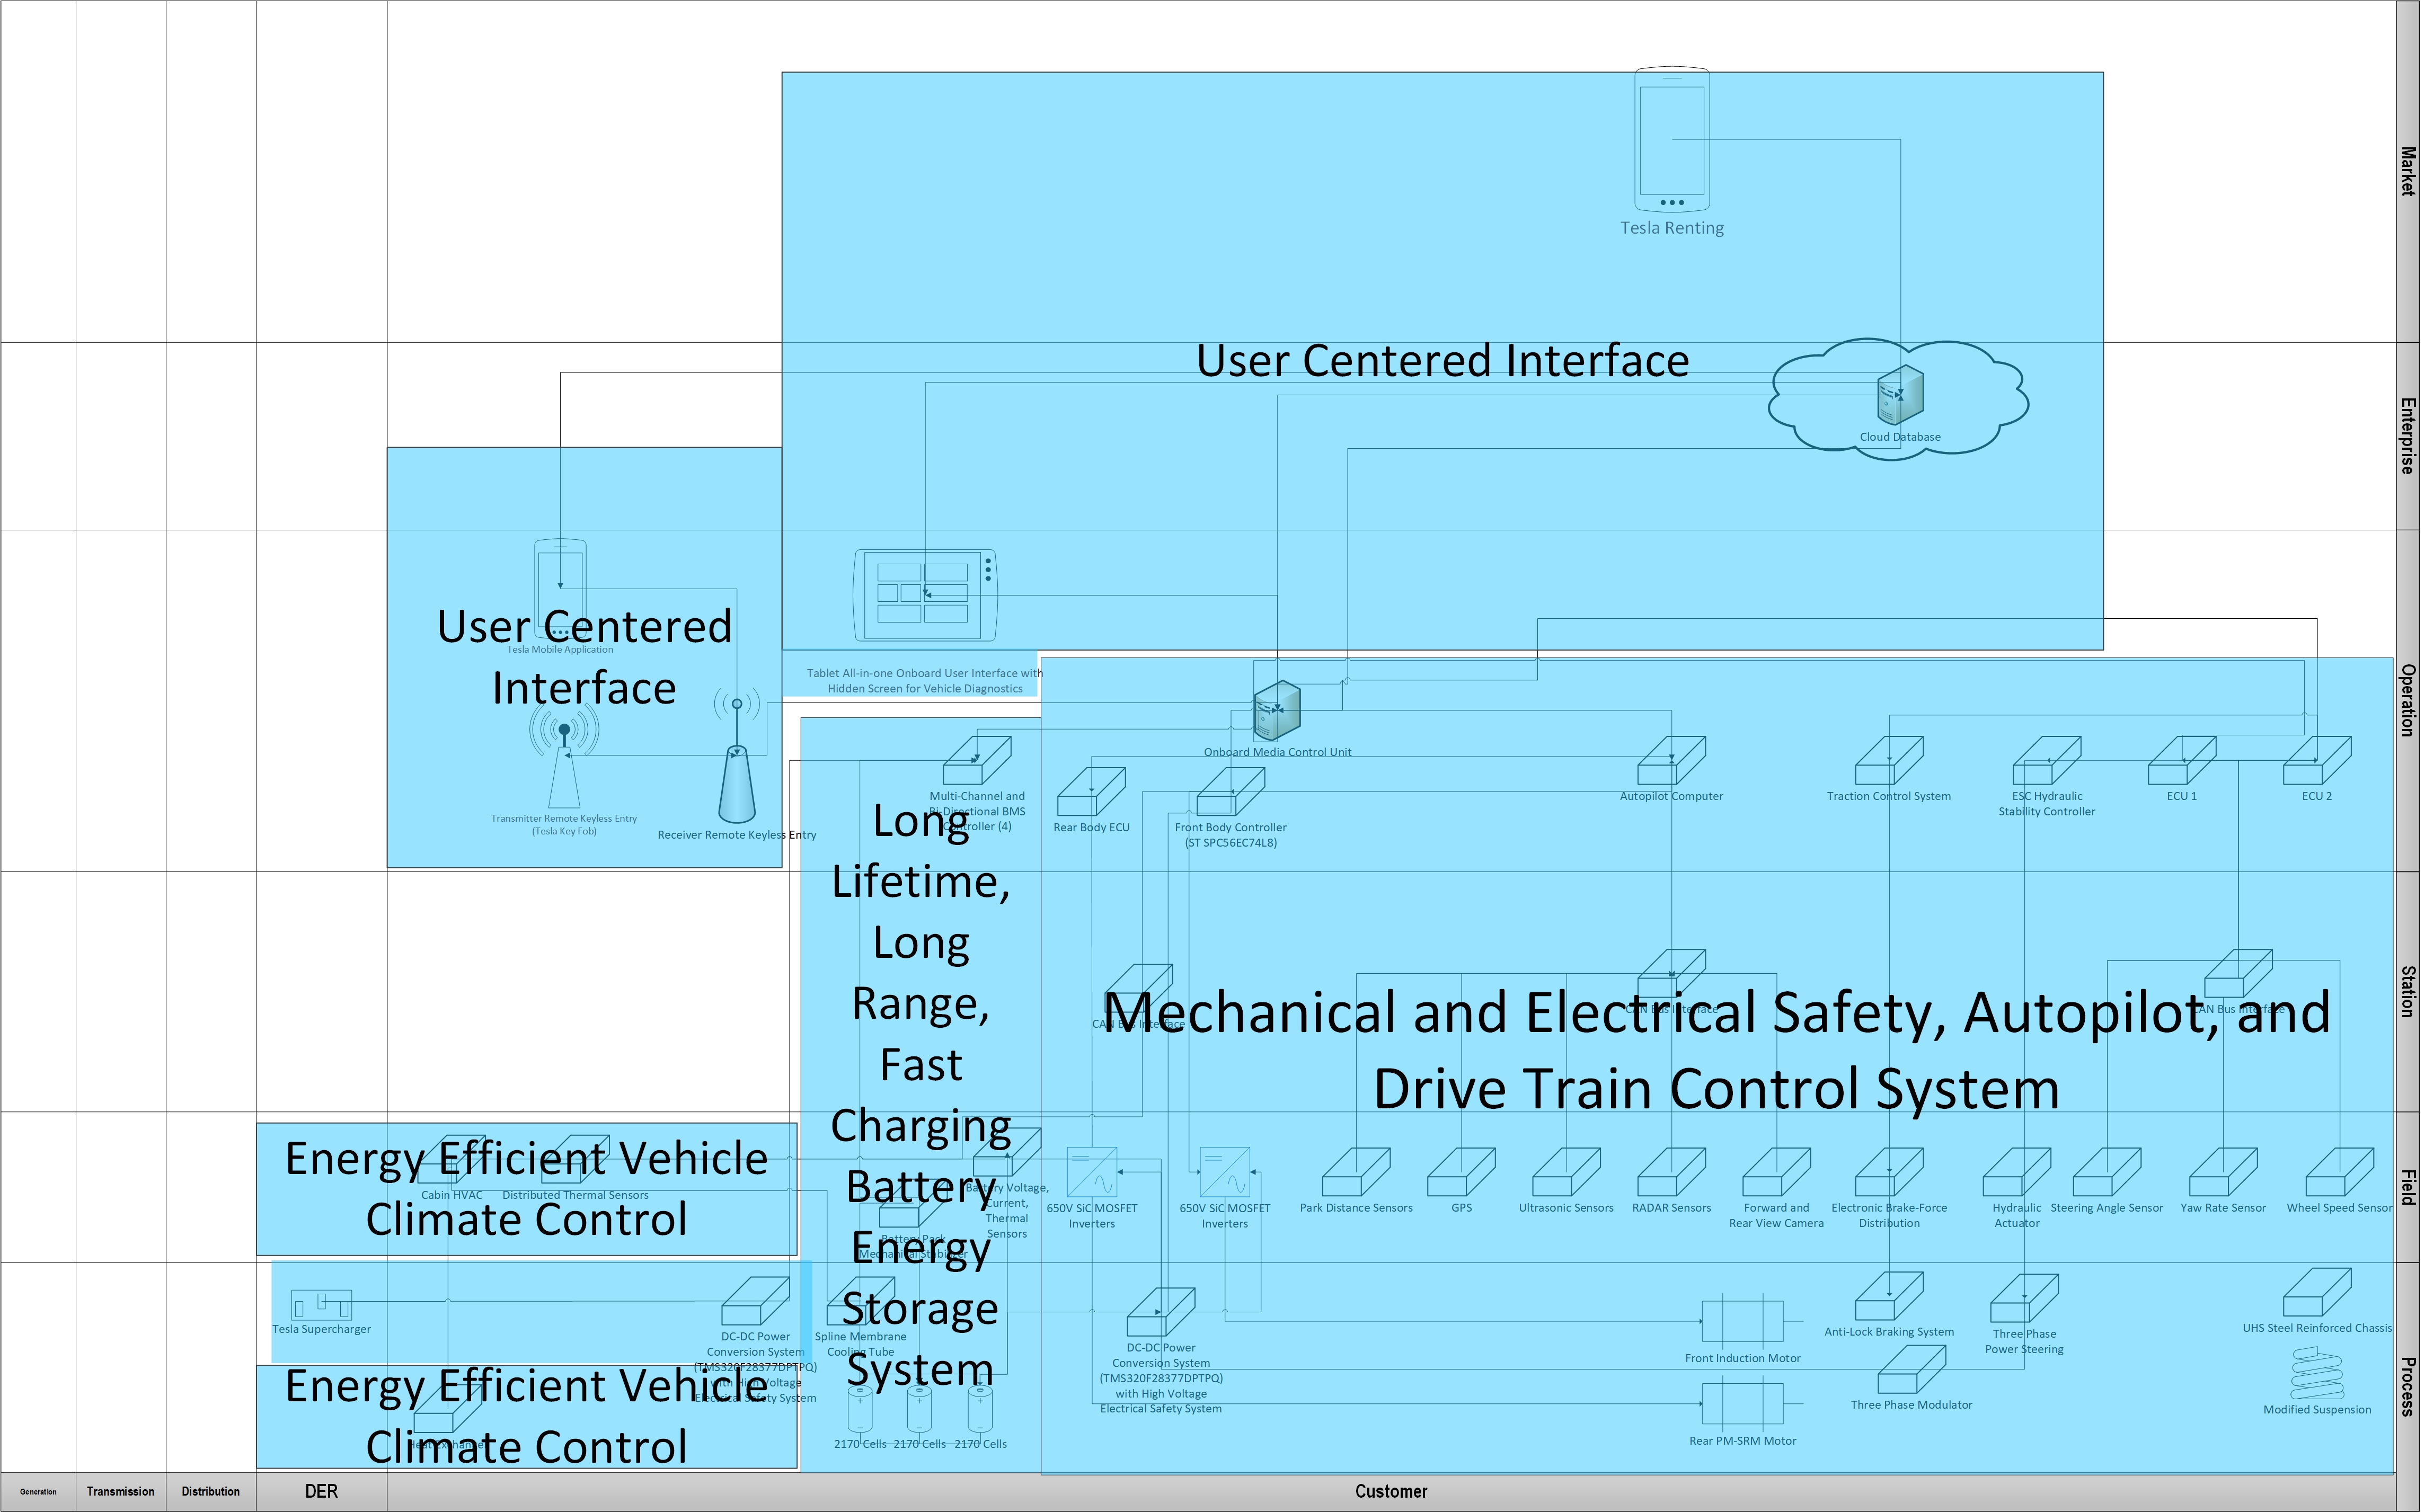 Tesla Renting
Market
User Centered Interface
Cloud Database
Enterprise
User Centered
Interface
Tesla Mobile Application
Tablet All-in-one Onboard User Interface with
Hidden Screen for Vehicle Diagnostics
Operation
Transmitter Remote Keyless Entry
(Tesla Key Fob)
Receiver Remote Keyless Entry
Multi-Channel and
Bi-Directional BMS
Controller (4)
Onboard Media Control Unit
Rear Body ECU
Front Body Controller
(ST SPC56EC74L8)
Autopilot Computer
Traction Control System
ESC Hydraulic
Stability Controller
ECU 1
ECU 2
Long
Lifetime,
Long
Range,
Fast
Charging
Battery
Energy
Storage
System
CAN Bus Interface
CAN Bus Interface
CAN Bus Interface
Mechanical and Electrical Safety, Autopilot, and
Drive Train Control System
Station
Energy Efficient Vehicle
Climate Control
Cabin HVAC
Distributed Thermal Sensors
Battery Voltage,
Current,
Thermal
Sensors
Battery Pack
Mechanical Stabilizer
650V SiC MOSFET
Inverters
650V SiC MOSFET
Inverters
Park Distance Sensors
GPS
Ultrasonic Sensors
RADAR Sensors
Forward and
Rear View Camera
Electronic Brake-Force
Distribution
Hydraulic
Actuator
Steering Angle Sensor
Yaw Rate Sensor
Wheel Speed Sensor
Field
Tesla Supercharger
DC-DC Power
Conversion System
(TMS320F28377DPTPQ)
with High Voltage
Electrical Safety System
Spline Membrane
Cooling Tube
Energy Efficient Vehicle
Climate Control
Heat Exchanger
2170 Cells
2170 Cells
2170 Cells
DC-DC Power
Conversion System
(TMS320F28377DPTPQ)
with High Voltage
Electrical Safety System
Front Induction Motor
Rear PM-SRM Motor
Anti-Lock Braking System
Three Phase
Power Steering
Three Phase Modulator
UHS Steel Reinforced Chassis
Modified Suspension
Process
Generation
Transmission
Distribution
DER
Customer